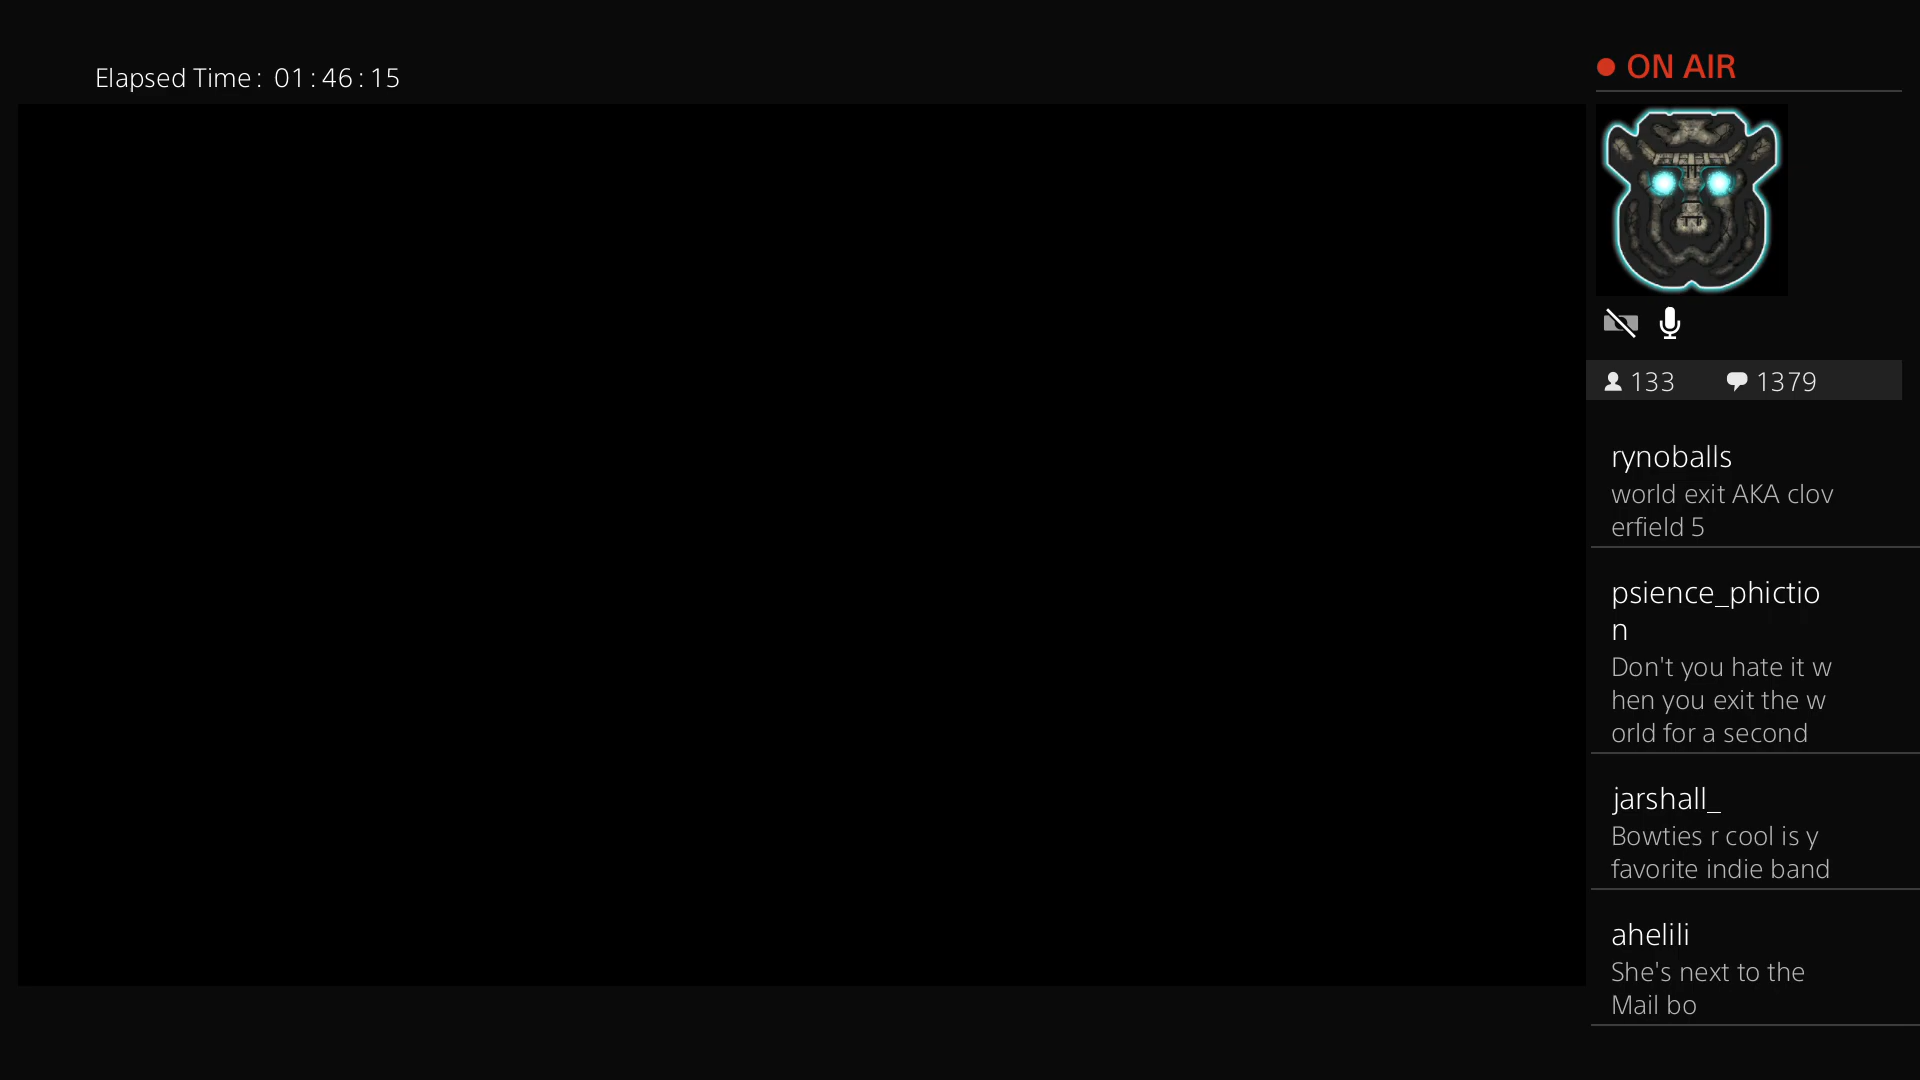 Elapsed Time: 01:46:15
ON AIR
133 1379
rynoballs
world exit AKA clov
erfield 5
psience_phictio
n
Don't you hate it w
hen you exit the w
orld for a second
jarshall_
Bowties r cool is y
favorite indie band
ahelili
She's next to the
Mail bo